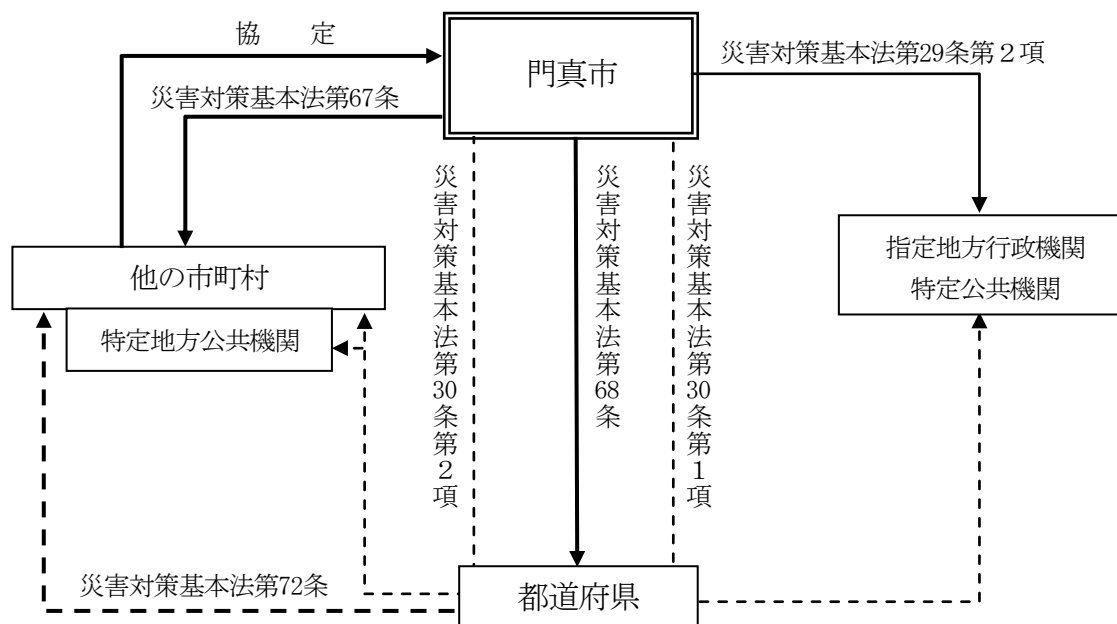 協　　定
門真市
災害対策基本法第29条第２項
災害対策基本法第67条
災害対策基本法第30条第２項
災害対策基本法第68条
災害対策基本法第30条第１項
他の市町村
特定地方公共機関
指定地方行政機関
特定公共機関
災害対策基本法第72条
都道府県